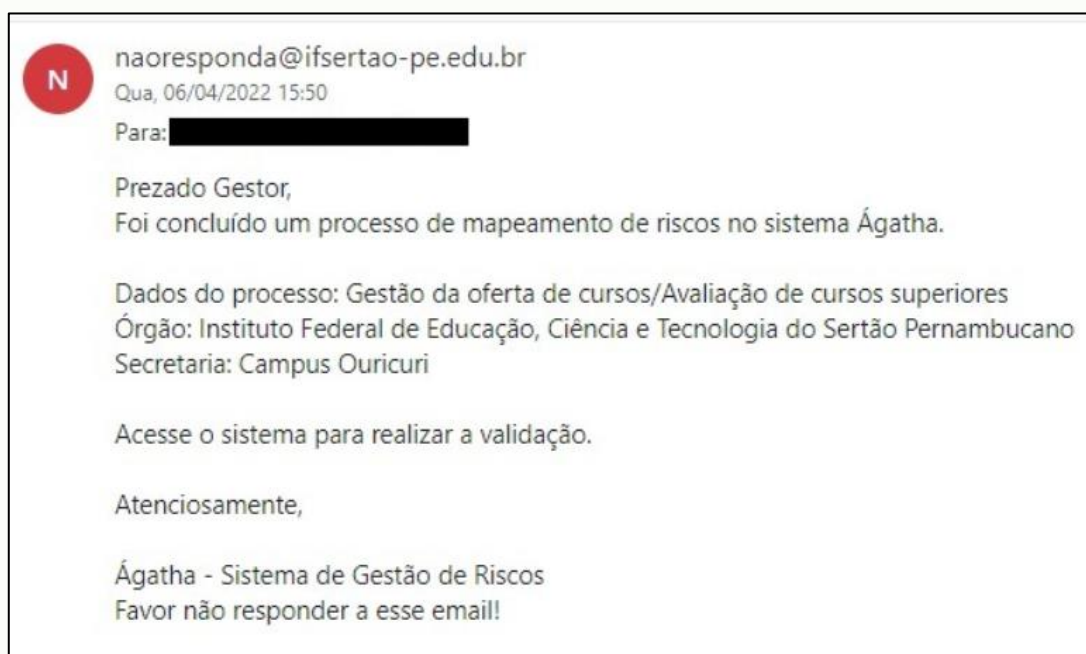 N
naoresponda@ifsertao-pe.edu.br
Qua, 06/04/2022 15:50
Para:
Prezado Gestor,
Foi concluído um processo de mapeamento de riscos no sistema Ágatha.
Dados do processo: Gestão da oferta de cursos/Avaliação de cursos superiores
Órgão: Instituto Federal de Educação, Ciência e Tecnologia do Sertão Pernambucano
Secretaria: Campus Ouricuri
Acesse o sistema para realizar a validação.
Atenciosamente,
Ágatha - Sistema de Gestão de Riscos
Favor não responder a esse email!